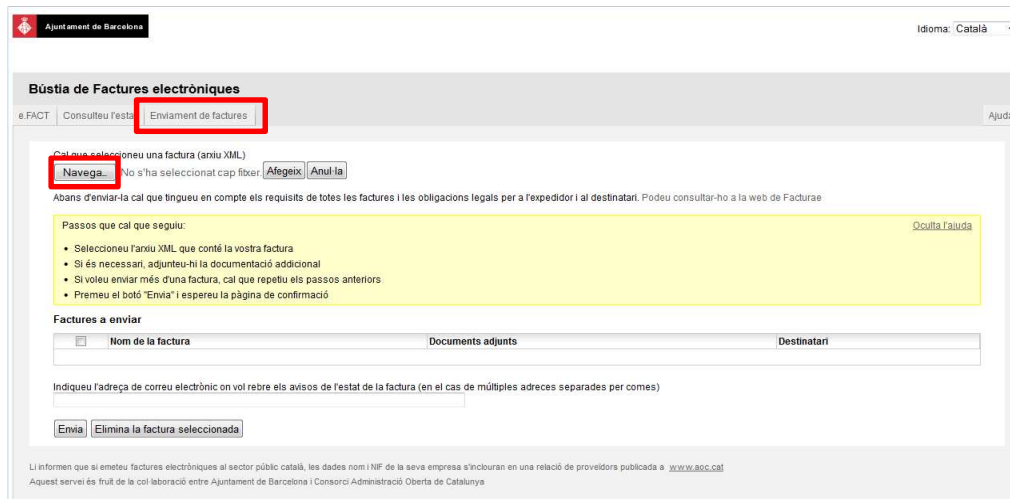 Ajuntament de Barcelona
Idioma: Català
Bústia de Factures electròniques
e.FACT Consulteu l'esta Enviament de factures Ajuda
Cal que seleccioneu una factura (arxiu XML)
Navega... No s'ha seleccionat cap fitxer. Afegeix Anul·la
Abans d'enviar-la cal que tingueu en compte els requisits de totes les factures i les obligacions legals per a l'expedidor i al destinatari. Podeu consultar-ho a la web de Facturae
Passos que cal que seguiu: Oculta l'ajuda
• Seleccioneu l'arxiu XML que conté la vostra factura
• Si és necessari, adjunteu-hi la documentació addicional
• Si voleu enviar més d'una factura, cal que repetiu els passos anteriors
• Premeu el botó "Envia" i espereu la pàgina de confirmació
Factures a enviar
Nom de la factura Documents adjunts Destinatari
Indiqueu l'adreça de correu electrònic on vol rebre els avisos de l'estat de la factura (en el cas de múltiples adreces separades per comes)
Envia Elimina la factura seleccionada
Li informen que si emeteu factures electròniques al sector públic català, les dades nom i NIF de la seva empresa s'inclouran en una relació de proveïdors publicada a www.aoc.cat
Aquest servei és fruit de la col·laboració entre Ajuntament de Barcelona i Consorci Administració Oberta de Catalunya